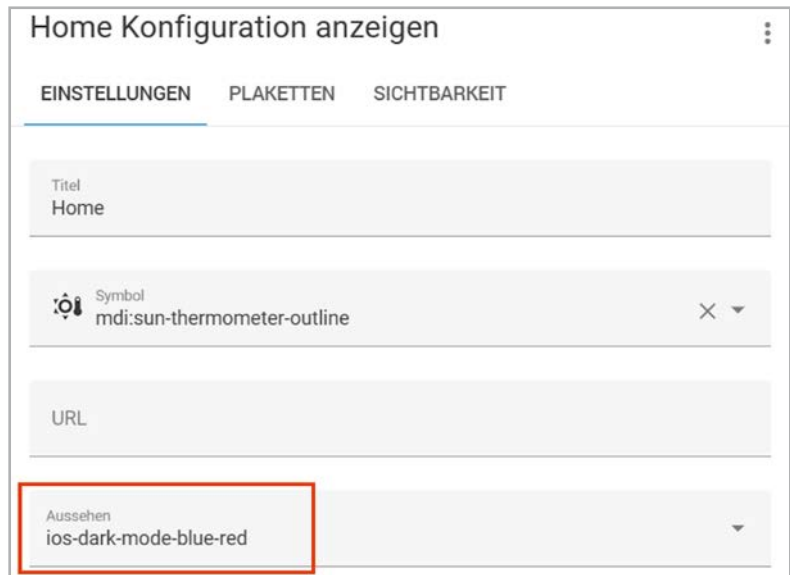 Home Konfiguration anzeigen
EINSTELLUNGEN PLAKETTEN SICHTBARKEIT
Titel
Home
Symbol
mdi:sun-thermometer-outline
URL
Aussehen
ios-dark-mode-blue-red